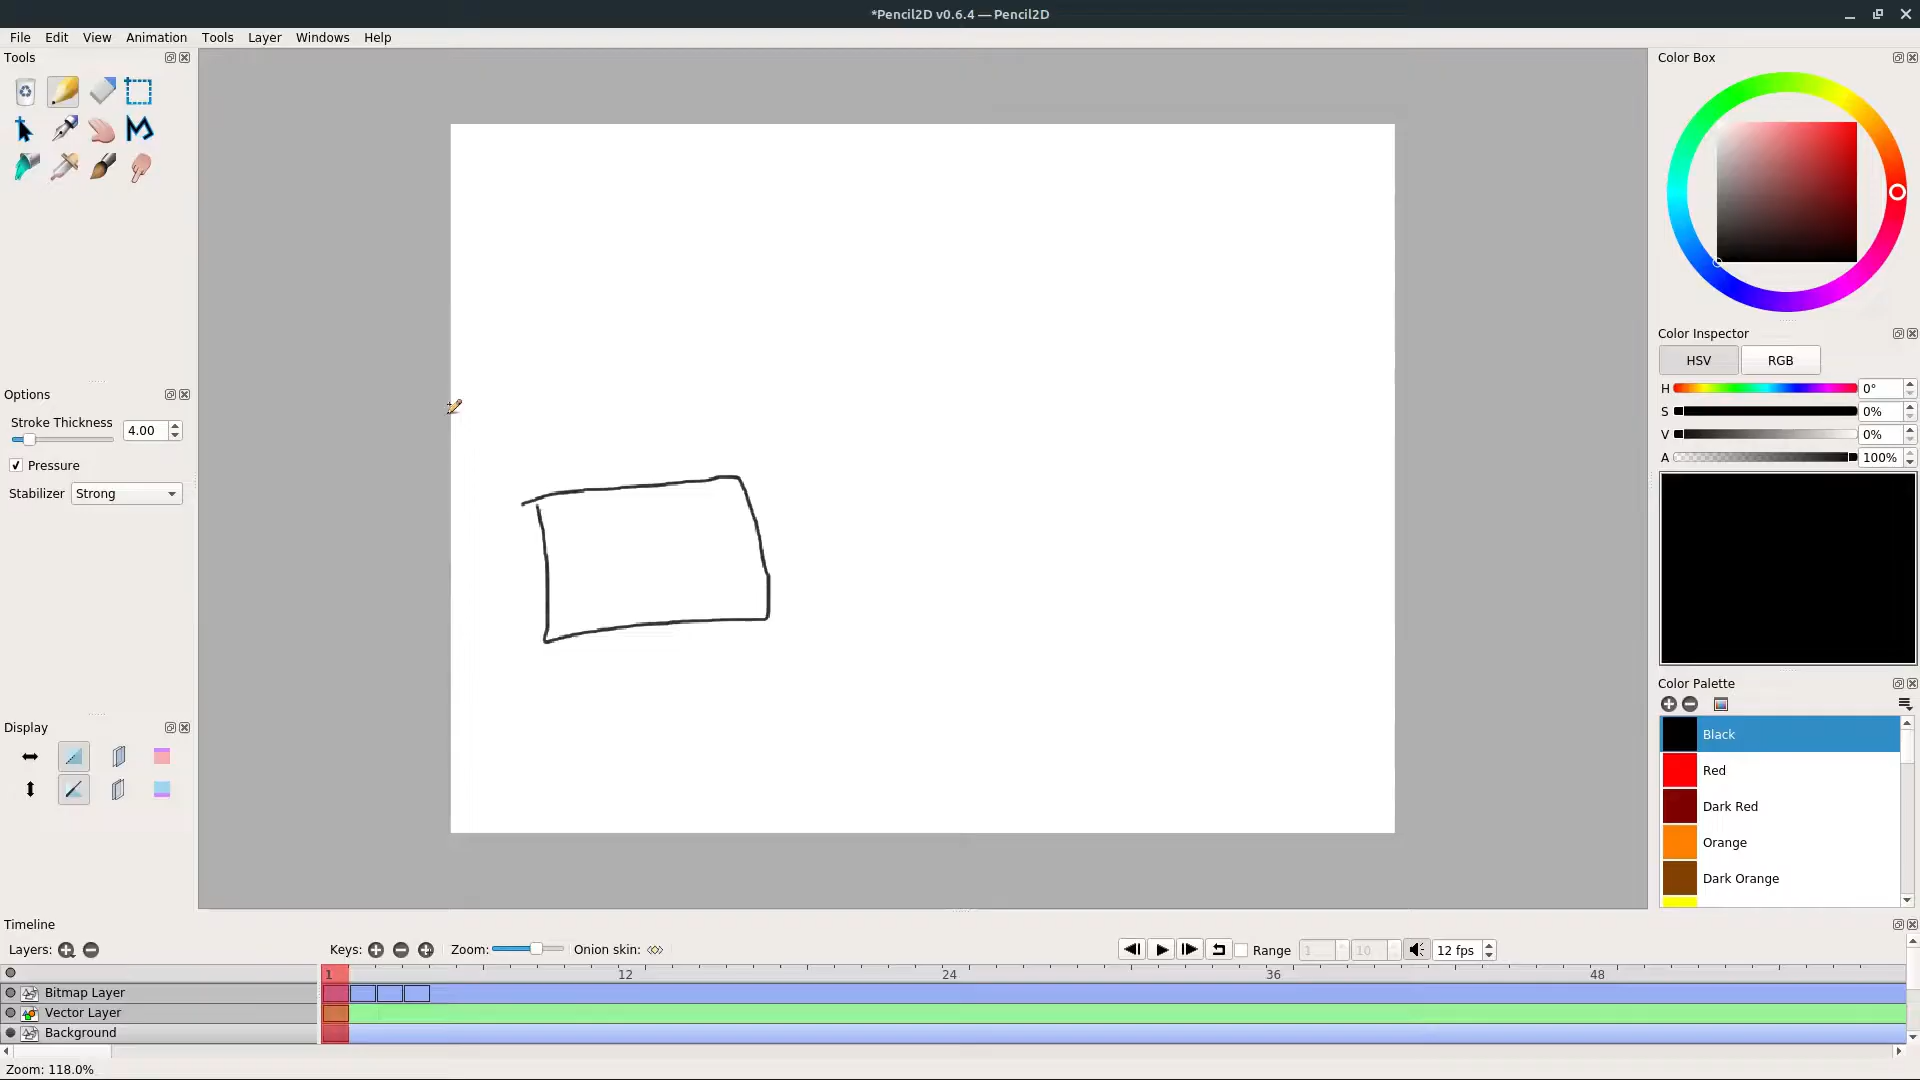 *Pencil2D v0.6.4 — Pencil2D
File Edit View Animation Tools Layer Windows Help
Tools
Color Box
Color Inspector
HSV RGB
H 0°
S 0%
V 0%
A 100%
Options
Stroke Thickness
4.00
Pressure
Stabilizer Strong
Display
Color Palette
Black
Red
Dark Red
Orange
Dark Orange
Timeline
Layers: Keys: Zoom: Onion skin: Range 1 10 12 fps
1 12 24 36 48
Bitmap Layer
Vector Layer
Background
Zoom: 118.0%